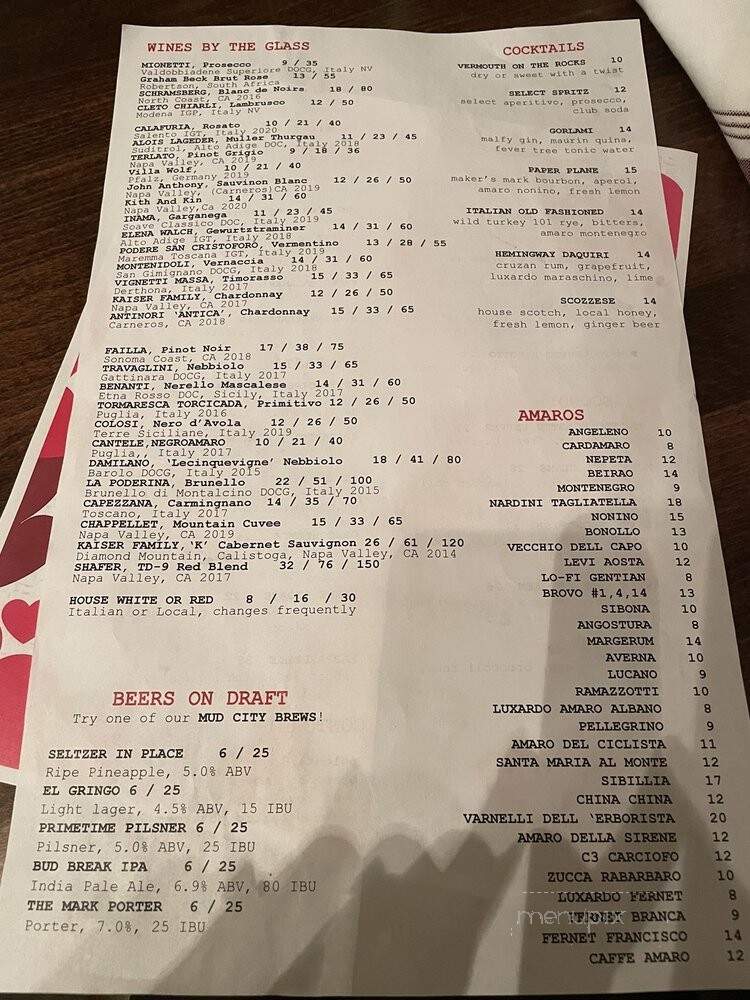 WINES BY THE GLASS
MIONETTI, Prosecco 9 / 35
Valdobbiadene Superiore DOCG, Italy NV
Graham Beck Brut Rose 13 / 55
Robertson, South Africa
SCHRAMSBERG, Blanc de Noirs 18 / 80
North Coast, CA 2016
CLETO CHIARLI, Lambrusco 12 / 50
Modena IGP, Italy NV
CALAFURIA, Rosato 10 / 21 / 40
Salento IGT, Italy 2020
ALOIS LAGEDER, Muller Thurgau 11 / 23 / 45
Suditrol, Alto Adige DOC, Italy 2018
TERLATO, Pinot Grigio 9 / 18 / 36
Napa Valley, CA 2019
Villa Wolf, 10 / 21 / 40
Pfalz, Germany 2019
John Anthony, Sauvinon Blanc 12 / 26 / 50
Napa Valley, (Carneros)CA 2019
Kith And Kin 14 / 31 / 60
Napa Valley,Ca 2020
INAMA, Garganega 11 / 23 / 45
Soave Classico DOC, Italy 2019
ELENA WALCH, Gewurtztraminer 14 / 31 / 60
Alto Adige IGT, Italy 2018
PODERE SAN CRISTOFORO, Vermentino 13 / 28 / 55
Maremma Toscana IGT, Italy 2019
MONTENIDOLI, Vernaccia 14 / 31 / 60
San Gimignano DOCG, Italy 2018
VIGNETTI MASSA, Timorasso 15 / 33 / 65
Derthona, Italy 2017
KAISER FAMILY, Chardonnay 12 / 26 / 50
Napa Valley, CA 2017
ANTINORI 'ANTICA', Chardonnay 15 / 33 / 65
Carneros, CA 2018
FAILLA, Pinot Noir 17 / 38 / 75
Sonoma Coast, CA 2018
TRAVAGLINI, Nebbiolo 15 / 33 / 65
Gattinara DOCG, Italy 2017
BENANTI, Nerello Mascalese 14 / 31 / 60
Etna Rosso DOC, Sicily, Italy 2017
TORMARESCA TORCICADA, Primitivo 12 / 26 / 50
Puglia, Italy 2016
COLOSI, Nero d'Avola 12 / 26 / 50
Terre Siciliane, Italy 2019
CANTELE,NEGROAMARO 10 / 21 / 40
Puglia,, Italy 2017
DAMILANO, 'Lecinquevigne' Nebbiolo 18 / 41 / 80
Barolo DOCG, Italy 2015
LA PODERINA, Brunello 22 / 51 / 100
Brunello di Montalcino DOCG, Italy 2015
CAPEZZANA, Carmingnano 14 / 35 / 70
Toscano, Italy 2017
CHAPPELLET, Mountain Cuvee 15 / 33 / 65
Napa Valley, CA 2019
KAISER FAMILY,'K' Cabernet Sauvignon 26 / 61 / 120
Diamond Mountain, Calistoga, Napa Valley, CA 2014
SHAFER, TD-9 Red Blend 32 / 76 / 150
Napa Valley, CA 2017
HOUSE WHITE OR RED 8 / 16 / 30
Italian or Local, changes frequently
BEERS ON DRAFT
Try one of our MUD CITY BREWS!
SELTZER IN PLACE 6 / 25
Ripe Pineapple, 5.0% ABV
EL GRINGO 6 / 25
Light lager, 4.5% ABV, 15 IBU
PRIMETIME PILSNER 6 / 25
Pilsner, 5.0% ABV, 25 IBU
BUD BREAK IPA 6 / 25
India Pale Ale, 6.9% ABV, 80 IBU
THE MARK PORTER 6 / 25
Porter, 7.0%, 25 IBU
COCKTAILS
VERMOUTH ON THE ROCKS 10
dry or sweet with a twist
SELECT SPRITZ 12
select aperitivo, prosecco,
club soda
GORLAMI 14
malfy gin, maurin quina,
fever tree tonic water
PAPER PLANE 15
maker's mark bourbon, aperol,
amaro nonino, fresh lemon
ITALIAN OLD FASHIONED 14
wild turkey 101 rye, bitters,
amaro montenegro
HEMINGWAY DAQUIRI 14
cruzan rum, grapefruit,
luxardo maraschino, lime
SCOZZESE 14
house scotch, local honey,
fresh lemon, ginger beer
AMAROS
ANGELENO 10
CARDAMARO 8
NEPETA 12
BEIRAO 14
MONTENEGRO 9
NARDINI TAGLIATELLA 18
NONINO 15
BONOLLO 13
VECCHIO DELL CAPO 10
LEVI AOSTA 12
LO-FI GENTIAN 8
BROVO #1,4,14 13
SIBONA 10
ANGOSTURA 8
MARGERUM 14
AVERNA 10
LUCANO 9
RAMAZZOTTI 10
LUXARDO AMARO ALBANO 8
PELLEGRINO 9
AMARO DEL CICLISTA 11
SANTA MARIA AL MONTE 12
SIBILLIA 17
CHINA CHINA 12
VARNELLI DELL 'ERBORISTA 20
AMARO DELLA SIRENE 12
C3 CARCIOFO 12
ZUCCA RABARBARO 10
LUXARDO FERNET 8
FERNET BRANCA 9
FERNET FRANCISCO 14
CAFFE AMARO 12
menupix